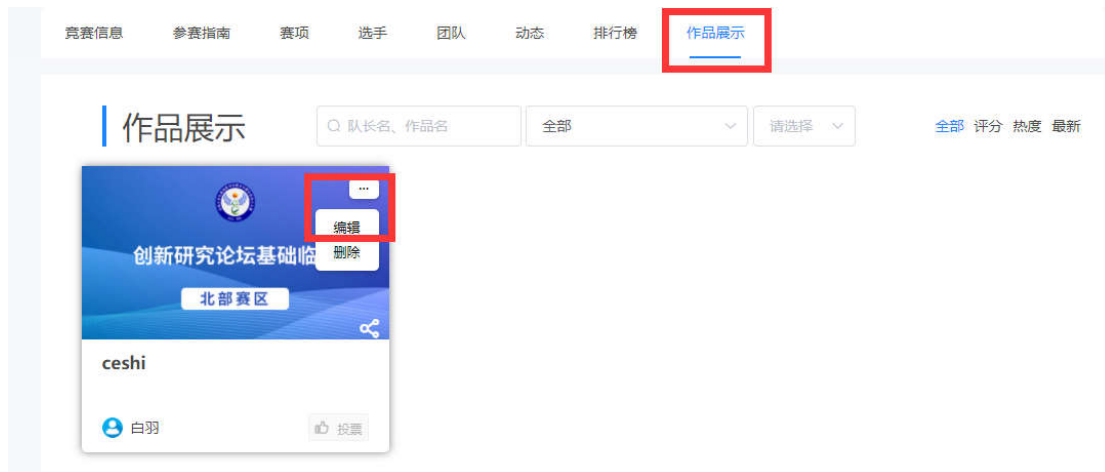 竞赛信息 参赛指南 赛项 选手 团队 动态 排行榜 作品展示
作品展示 队长名、作品名 全部 请选择 全部 评分 热度 最新
...
编辑
删除
创新研究论坛基础临
北部赛区
ceshi
白羽 投票